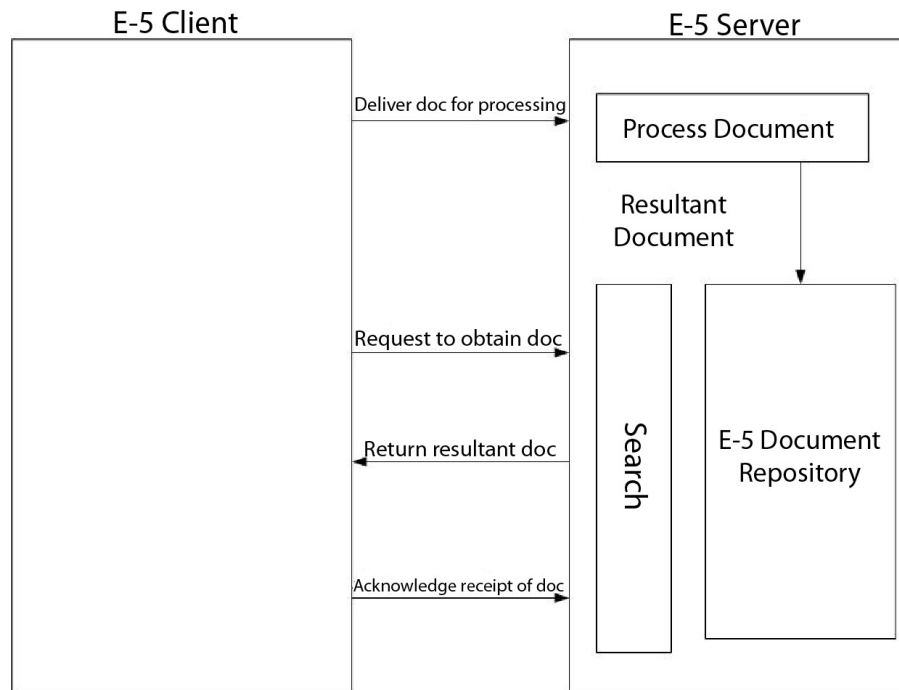 E-5 Client
E-5 Server
Deliver doc for processing
Process Document
Resultant
Document
Request to obtain doc
Return resultant doc
Search
E-5 Document
Repository
Acknowledge receipt of doc